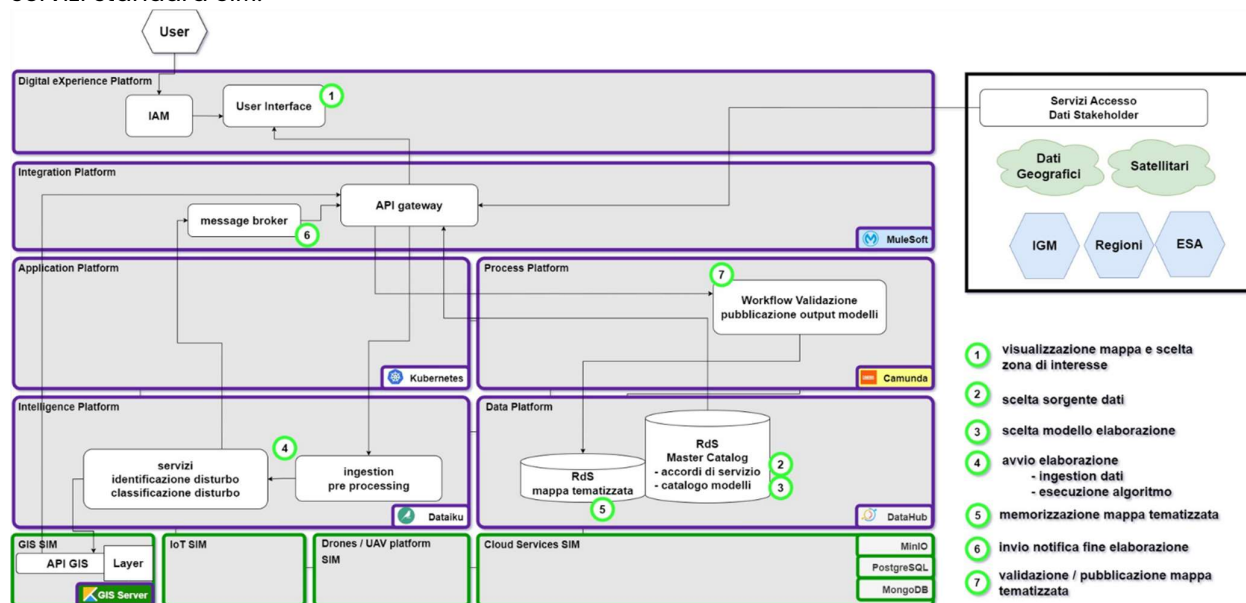 User
Digital eXperience Platform
IAM
User Interface
1
Integration Platform
API gateway
message broker
6
MuleSoft
Application Platform
Kubernetes
Process Platform
7
Workflow Validazione
pubblicazione output modelli
Camunda
Intelligence Platform
servizi
identificazione disturbo
classificazione disturbo
4
ingestion
pre processing
Dataiku
Data Platform
RdS
mappa tematizzata
5
RdS
Master Catalog
- accordi di servizio
- catalogo modelli
2
3
DataHub
GIS SIM
API GIS
Layer
GIS Server
IoT SIM
Drones / UAV platform
SIM
Cloud Services SIM
MinIO
PostgreSQL
MongoDB
Servizi Accesso
Dati Stakeholder
Dati
Geografici
Satellitari
IGM
Regioni
ESA
1 visualizzazione mappa e scelta
zona di interesse
2 scelta sorgente dati
3 scelta modello elaborazione
4 avvio elaborazione
- ingestion dati
- esecuzione algoritmo
5 memorizzazione mappa tematizzata
6 invio notifica fine elaborazione
7 validazione / pubblicazione mappa
tematizzata